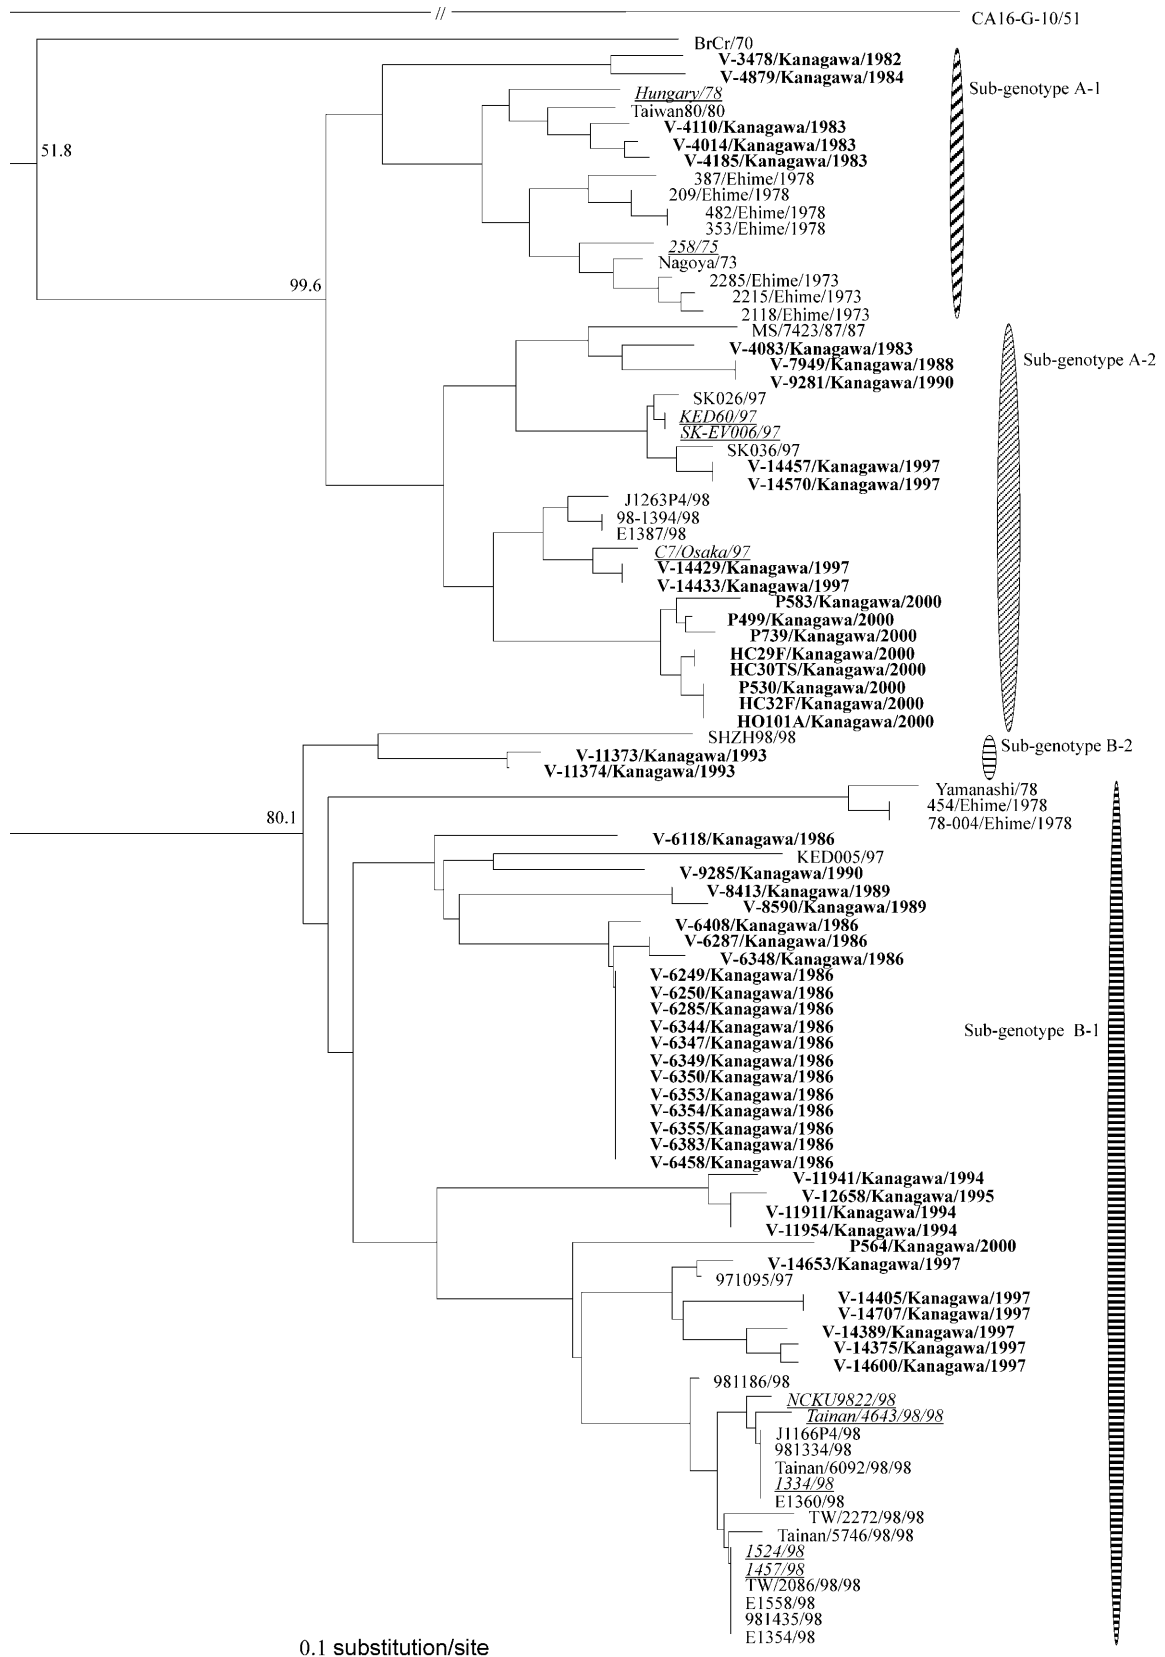 //
CA16-G-10/51
BrCr/70
V-3478/Kanagawa/1982
V-4879/Kanagawa/1984
Sub-genotype A-1
Hungary/78
Taiwan80/80
V-4110/Kanagawa/1983
51.8
V-4014/Kanagawa/1983
V-4185/Kanagawa/1983
387/Ehime/1978
209/Ehime/1978
482/Ehime/1978
353/Ehime/1978
258/75
Nagoya/73
99.6
2285/Ehime/1973
2215/Ehime/1973
2118/Ehime/1973
MS/7423/87/87
V-4083/Kanagawa/1983
Sub-genotype A-2
V-7949/Kanagawa/1988
V-9281/Kanagawa/1990
SK026/97
KED60/97
SK-EV006/97
SK036/97
V-14457/Kanagawa/1997
V-14570/Kanagawa/1997
J1263P4/98
98-1394/98
E1387/98
C7/Osaka/97
V-14429/Kanagawa/1997
V-14433/Kanagawa/1997
P583/Kanagawa/2000
P499/Kanagawa/2000
P739/Kanagawa/2000
HC29F/Kanagawa/2000
HC30TS/Kanagawa/2000
P530/Kanagawa/2000
HC32F/Kanagawa/2000
HO101A/Kanagawa/2000
SHZH98/98
Sub-genotype B-2
V-11373/Kanagawa/1993
V-11374/Kanagawa/1993
Yamanashi/78
454/Ehime/1978
80.1
78-004/Ehime/1978
V-6118/Kanagawa/1986
KED005/97
V-9285/Kanagawa/1990
V-8413/Kanagawa/1989
V-8590/Kanagawa/1989
V-6408/Kanagawa/1986
V-6287/Kanagawa/1986
V-6348/Kanagawa/1986
V-6249/Kanagawa/1986
V-6250/Kanagawa/1986
V-6285/Kanagawa/1986
V-6344/Kanagawa/1986
Sub-genotype B-1
V-6347/Kanagawa/1986
V-6349/Kanagawa/1986
V-6350/Kanagawa/1986
V-6353/Kanagawa/1986
V-6354/Kanagawa/1986
V-6355/Kanagawa/1986
V-6383/Kanagawa/1986
V-6458/Kanagawa/1986
V-11941/Kanagawa/1994
V-12658/Kanagawa/1995
V-11911/Kanagawa/1994
V-11954/Kanagawa/1994
P564/Kanagawa/2000
V-14653/Kanagawa/1997
971095/97
V-14405/Kanagawa/1997
V-14707/Kanagawa/1997
V-14389/Kanagawa/1997
V-14375/Kanagawa/1997
V-14600/Kanagawa/1997
981186/98
NCKU9822/98
Tainan/4643/98/98
J1166P4/98
981334/98
Tainan/6092/98/98
1334/98
E1360/98
TW/2272/98/98
Tainan/5746/98/98
1524/98
1457/98
TW/2086/98/98
E1558/98
981435/98
E1354/98
0.1 substitution/site